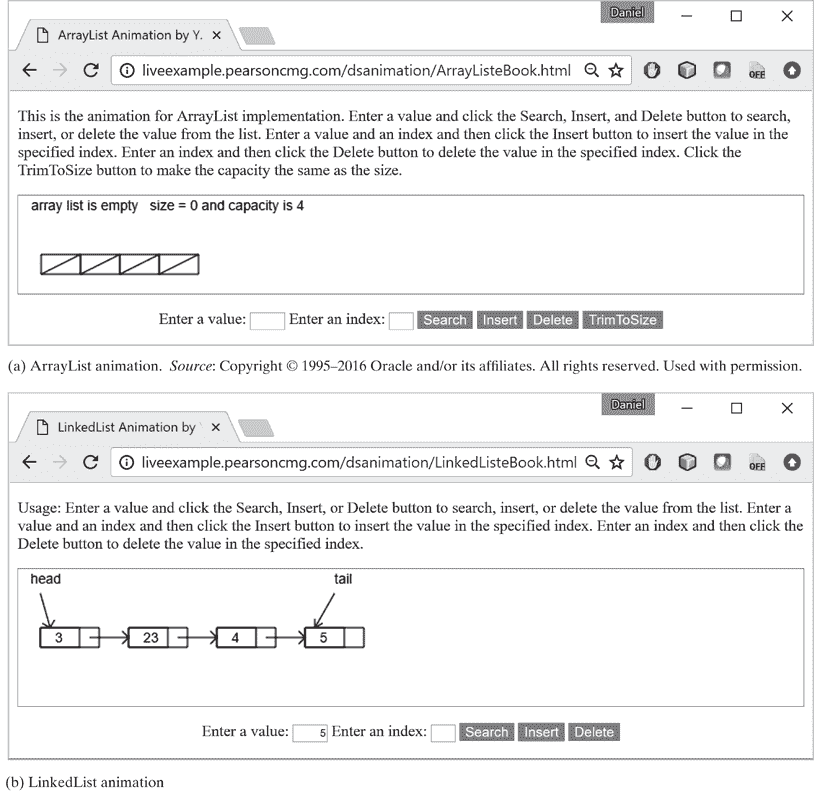 Daniel
ArrayList Animation by Y.
liveexample.pearsoncmg.com/dsanimation/ArrayListeBook.html
OFF
This is the animation for ArrayList implementation. Enter a value and click the Search, Insert, and Delete button to search,
insert, or delete the value from the list. Enter a value and an index and then click the Insert button to insert the value in the
specified index. Enter an index and then click the Delete button to delete the value in the specified index. Click the
TrimToSize button to make the capacity the same as the size.
array list is empty size = 0 and capacity is 4
Enter a value: Enter an index: Search Insert Delete TrimToSize
(a) ArrayList animation. Source: Copyright © 1995–2016 Oracle and/or its affiliates. All rights reserved. Used with permission.
Daniel
LinkedList Animation by
liveexample.pearsoncmg.com/dsanimation/LinkedListeBook.html
OFF
Usage: Enter a value and click the Search, Insert, or Delete button to search, insert, or delete the value from the list. Enter a
value and an index and then click the Insert button to insert the value in the specified index. Enter an index and then click the
Delete button to delete the value in the specified index.
head tail
3 23 4 5
Enter a value: 5 Enter an index: Search Insert Delete
(b) LinkedList animation